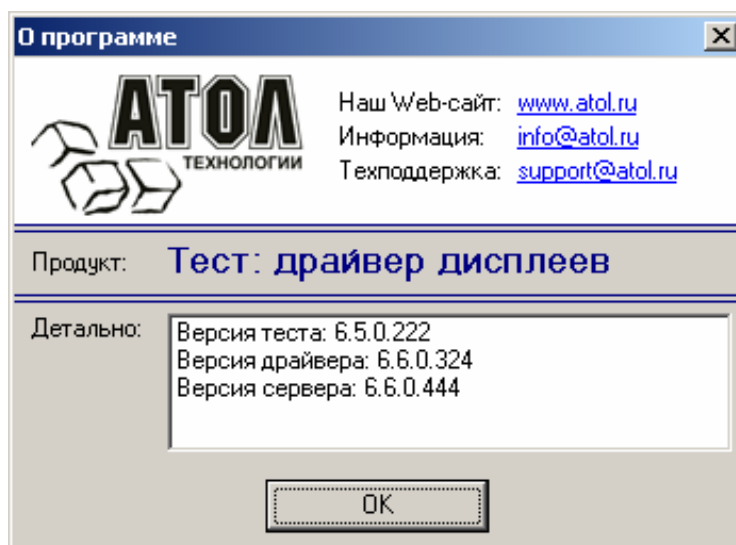 О программе
АТОЛ
ТЕХНОЛОГИИ
Наш Web-сайт: www.atol.ru
Информация: info@atol.ru
Техподдержка: support@atol.ru
Продукт: Тест: драйвер дисплеев
Детально:
Версия теста: 6.5.0.222
Версия драйвера: 6.6.0.324
Версия сервера: 6.6.0.444
OK